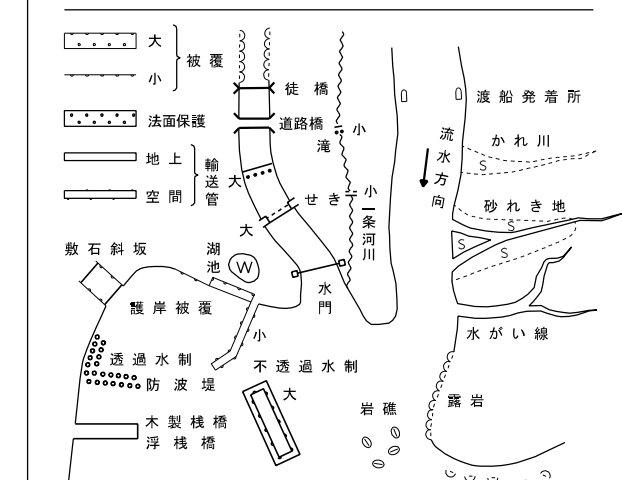 大
被覆
小
法面保護
地上
空間
輸送管
徒橋
道路橋
小
滝
大
せき
小
大
一条河川
流水方向
渡船発着所
かれ川
S
砂れき地
S
S
S
敷石斜坂
湖池
W
護岸被覆
水門
小
水がい線
透過水制
不透過水制
防波堤
大
岩礁
露岩
木製桟橋
浮桟橋